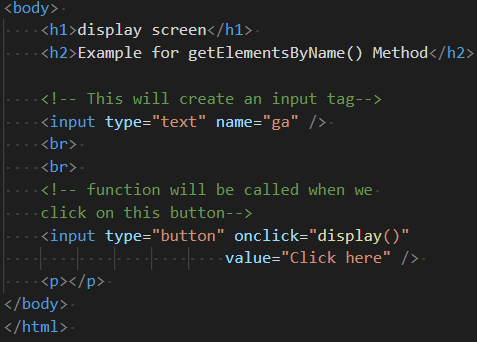 <body>
<h1>display screen</h1>
<h2>Example for getElementsByName() Method</h2>
<!-- This will create an input tag-->
<input type="text" name="ga" />
<br>
<br>
<!-- function will be called when we
click on this button-->
<input type="button" onclick="display()"
value="Click here" />
<p></p>
</body>
</html>